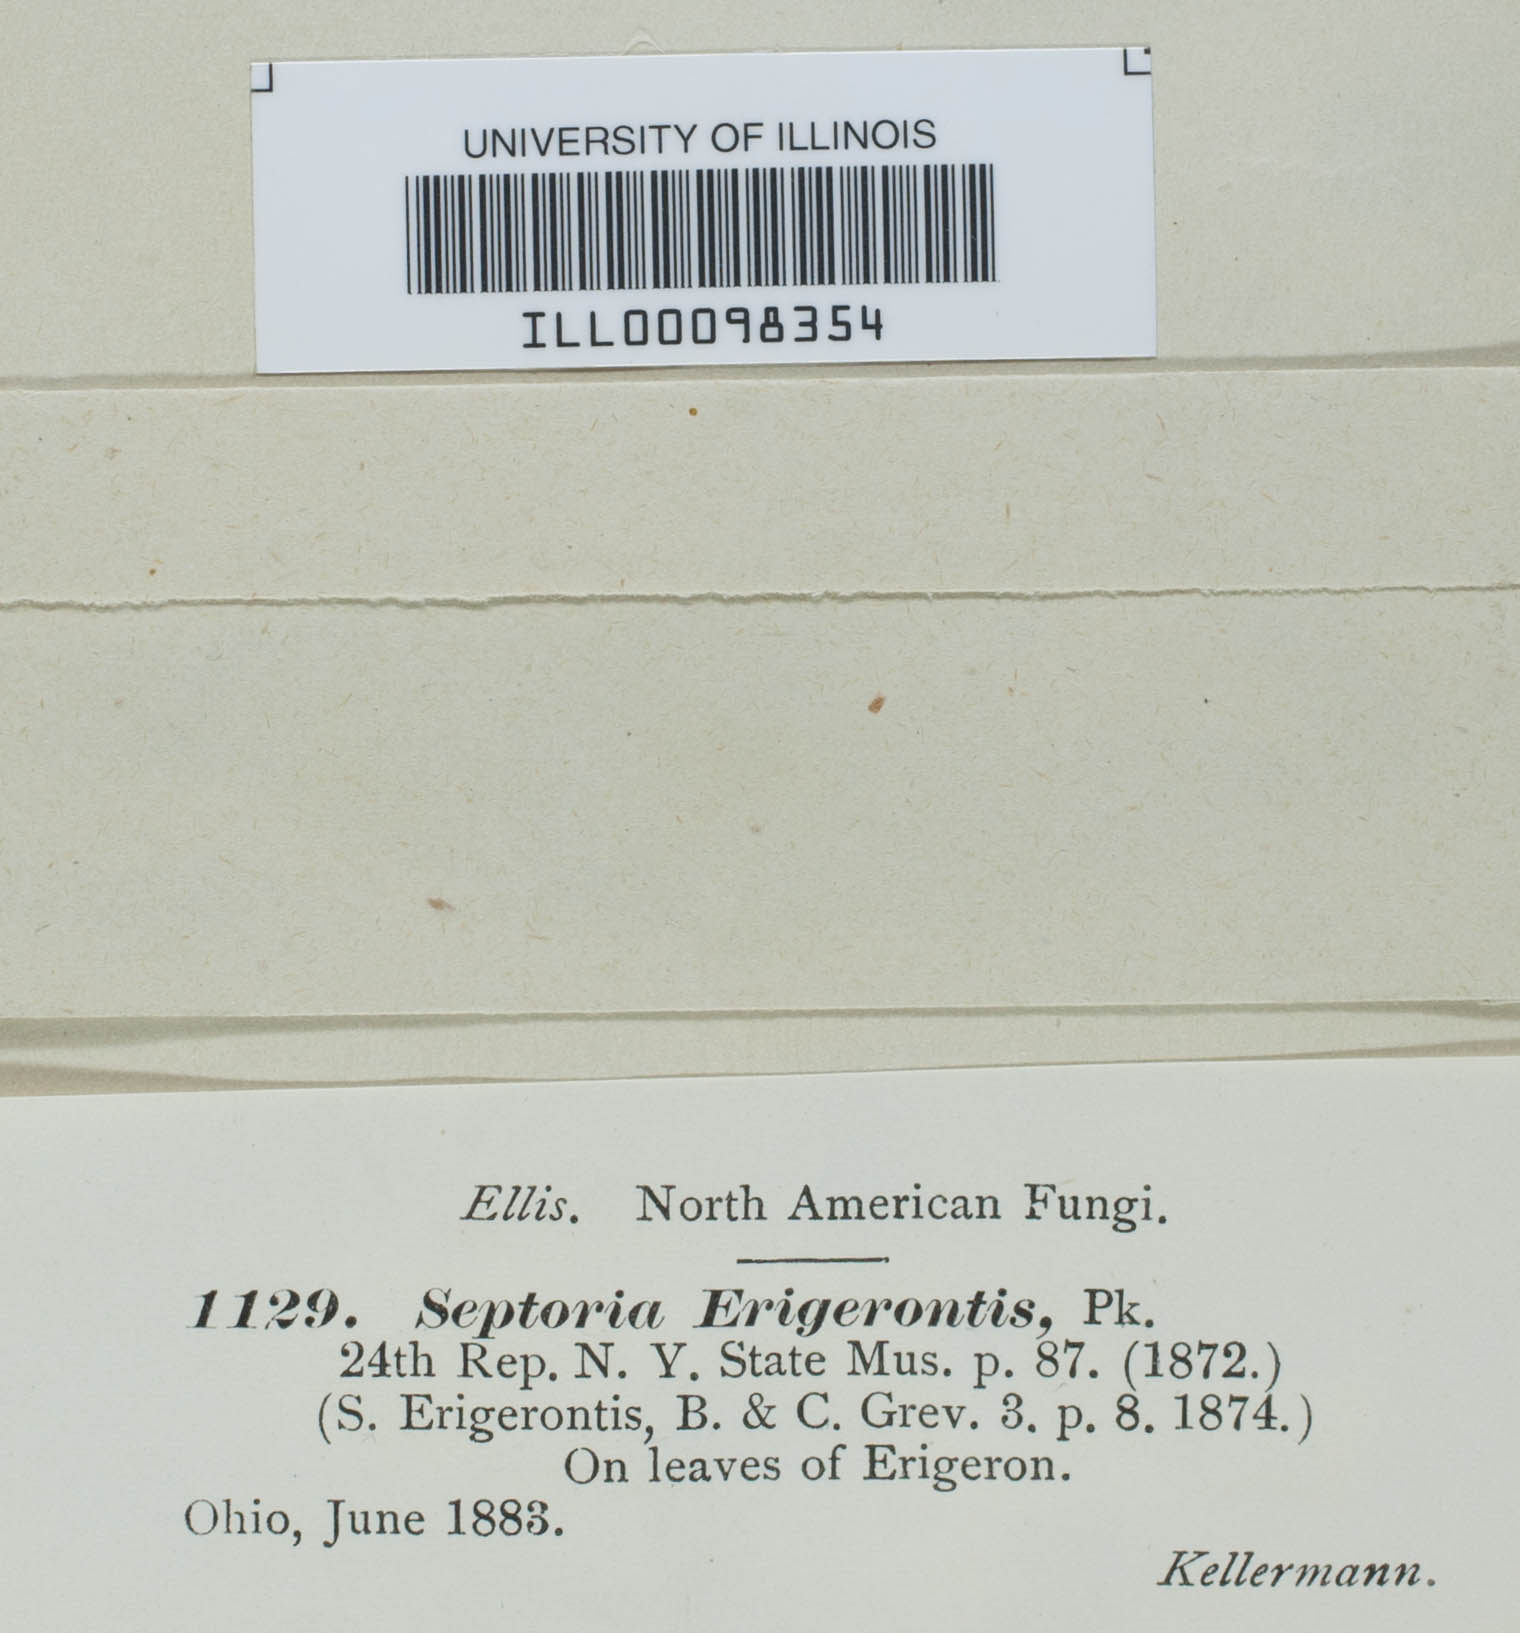 UNIVERSITY OF ILLINOIS
ILL00098354
Ellis. North American Fungi.
1129. Septoria Erigerontis, Pk.
24th Rep. N. Y. State Mus. p. 87. (1872.)
(S. Erigerontis, B. & C. Grev. 3. p. 8. 1874.)
On leaves of Erigeron.
Ohio, June 1883.
Kellermann.